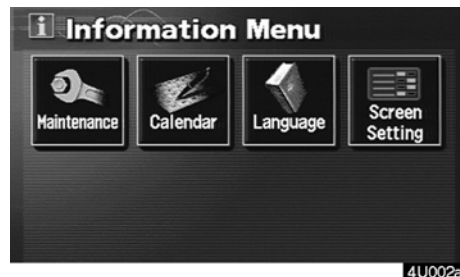 i Information Menu
Maintenance
Calendar
Language
Screen
Setting
4U002a